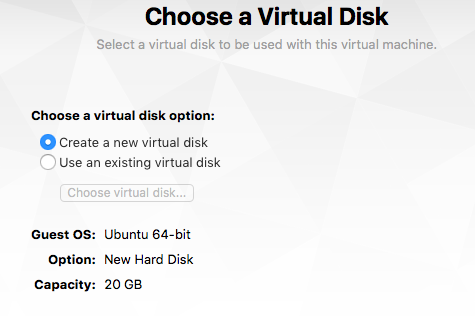 Choose a Virtual Disk
Select a virtual disk to be used with this virtual machine.
Choose a virtual disk option:
Create a new virtual disk
Use an existing virtual disk
Choose virtual disk...
Guest OS: Ubuntu 64-bit
Option: New Hard Disk
Capacity: 20 GB